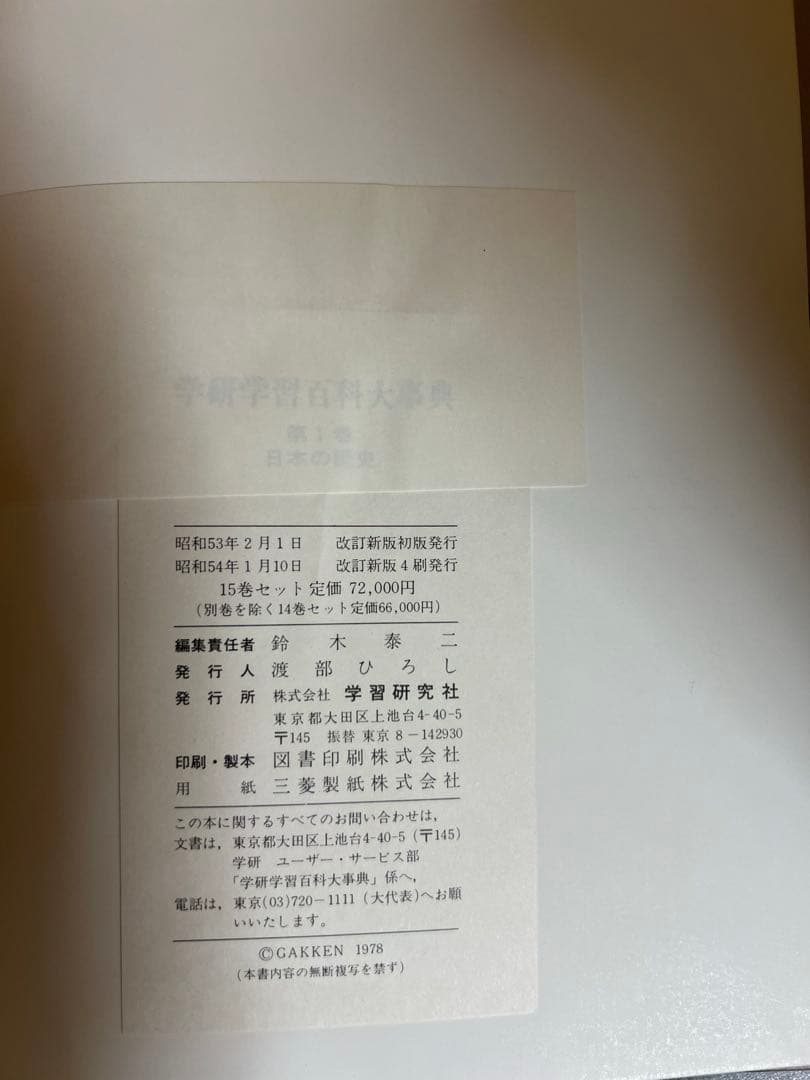 学研学習百科大事典
第1巻
日本の歴史
昭和53年2月1日 改訂新版初版発行
昭和54年1月10日 改訂新版4刷発行
15巻セット 定価 72,000円
(別巻を除く14巻セット定価66,000円)
編集責任者 鈴木泰二
発行人 渡部ひろし
発行所 株式会社 学習研究社
東京都大田区上池台4-40-5
〒145 振替 東京 8-142930
印刷・製本 図書印刷株式会社
用紙 三菱製紙株式会社
この本に関するすべてのお問い合わせは,
文書は, 東京都大田区上池台4-40-5 (〒145)
学研 ユーザー・サービス部
「学研学習百科大事典」係へ,
電話は, 東京(03)720-1111 (大代表)へお願
いいたします。
©GAKKEN 1978
(本書内容の無断複写を禁ず)